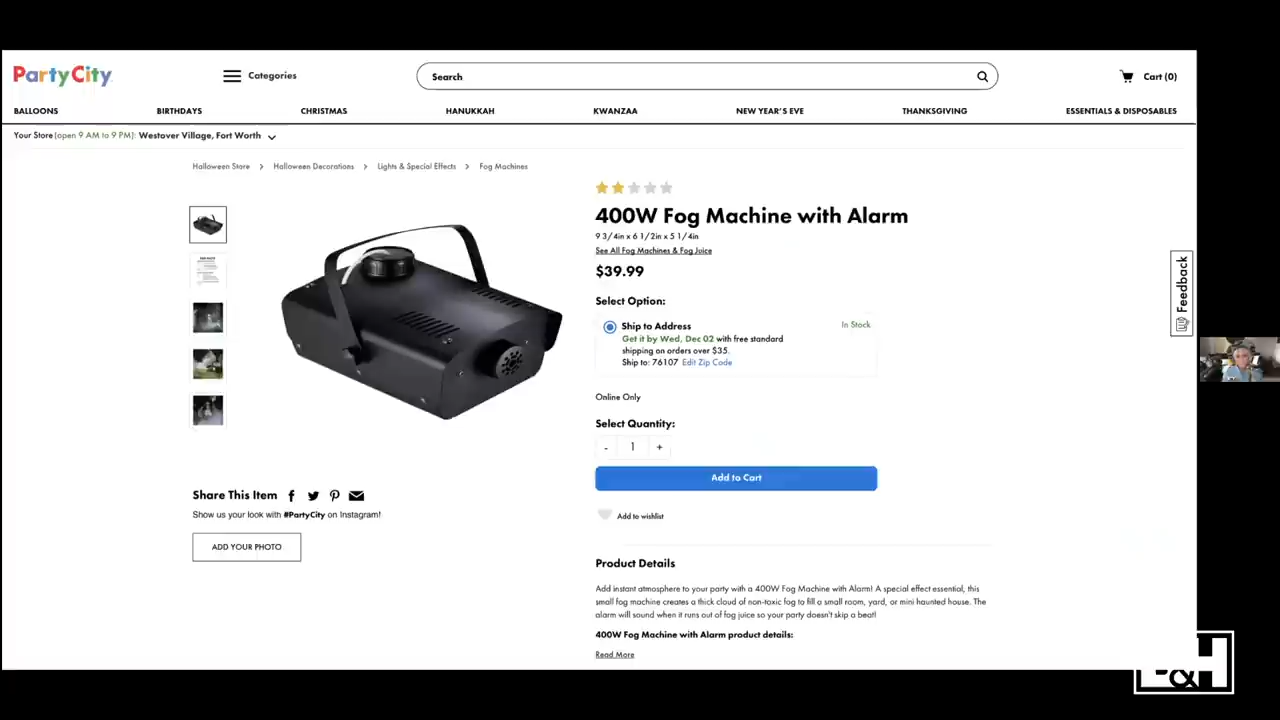 PartyCity
Categories
Search
Cart (0)
BALLOONS
BIRTHDAYS
CHRISTMAS
HANUKKAH
KWANZAA
NEW YEAR'S EVE
THANKSGIVING
ESSENTIALS & DISPOSABLES
Your Store (open 9 AM to 9 PM): Westover Village, Fort Worth
Halloween Store > Halloween Decorations > Lights & Special Effects > Fog Machines
400W Fog Machine with Alarm
9 3/4in x 6 1/2in x 5 1/4in
See All Fog Machines & Fog Juice
$39.99
Select Option:
Ship to Address
In Stock
Get it by Wed, Dec 02 with free standard
shipping on orders over $35.
Ship to: 76107 Edit Zip Code
Online Only
Select Quantity:
- 1 +
Add to Cart
Add to wishlist
Share This Item
Show us your look with #PartyCity on Instagram!
ADD YOUR PHOTO
Product Details
Add instant atmosphere to your party with a 400W Fog Machine with Alarm! A special effect essential, this
small fog machine creates a thick cloud of non-toxic fog to fill a small room, yard, or mini haunted house. The
alarm will sound when it runs out of fog juice so your party doesn't skip a beat!
400W Fog Machine with Alarm product details:
Read More
Feedback
B&H